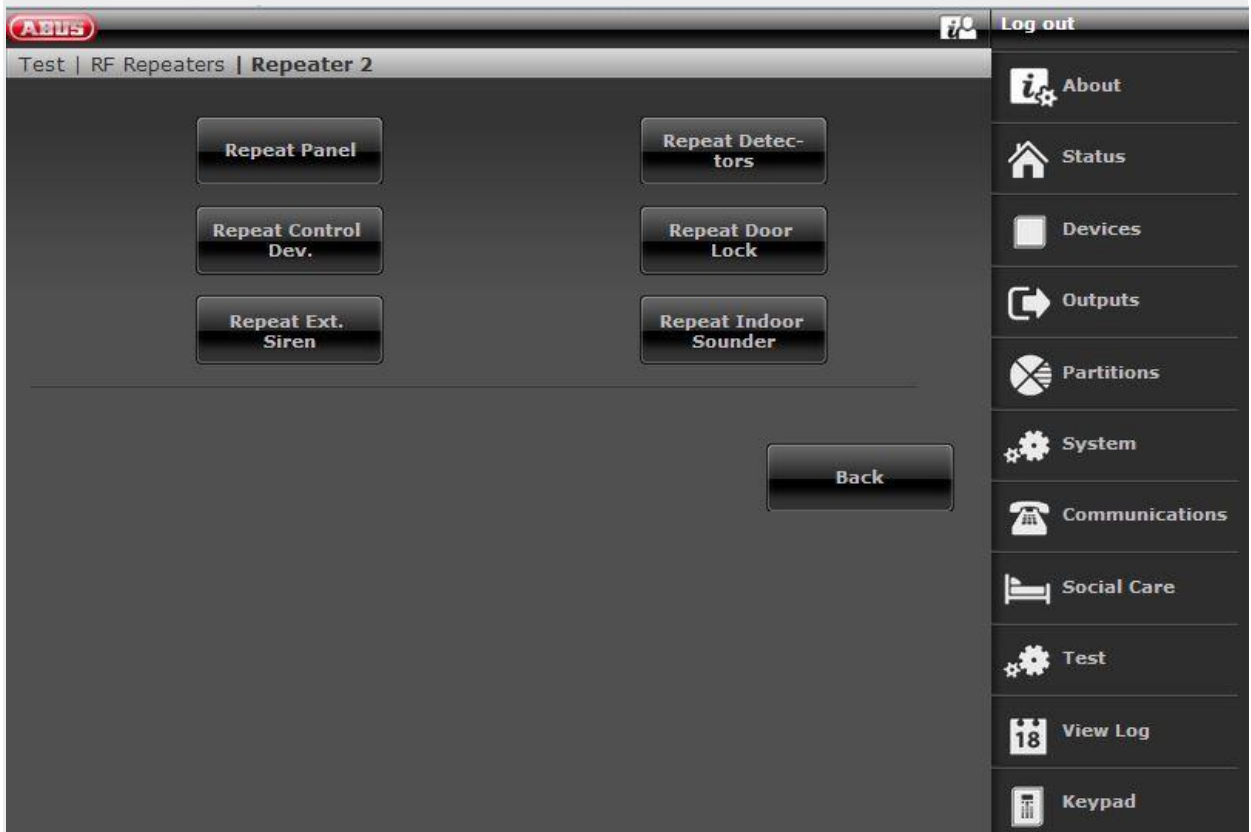 ABUS
Log out
Test | RF Repeaters | Repeater 2
Repeat Panel
Repeat Detec-
tors
Repeat Control
Dev.
Repeat Door
Lock
Repeat Ext.
Siren
Repeat Indoor
Sounder
Back
About
Status
Devices
Outputs
Partitions
System
Communications
Social Care
Test
18
View Log
Keypad